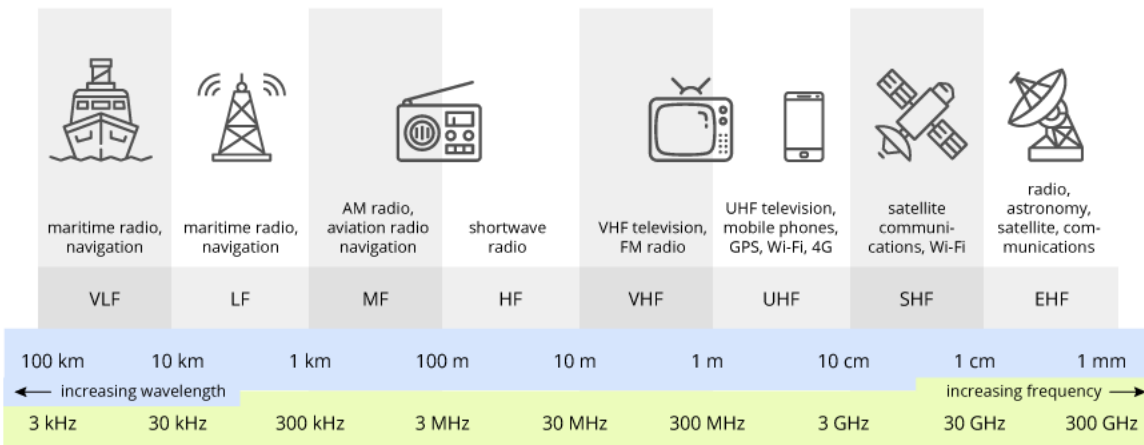 maritime radio,
navigation
maritime radio,
navigation
AM radio,
aviation radio
navigation
shortwave
radio
VHF television,
FM radio
UHF television,
mobile phones,
GPS, Wi-Fi, 4G
satellite
communi-
cations, Wi-Fi
radio,
astronomy,
satellite, com-
munications
VLF LF MF HF VHF UHF SHF EHF
100 km 10 km 1 km 100 m 10 m 1 m 10 cm 1 cm 1 mm
increasing wavelength increasing frequency
3 kHz 30 kHz 300 kHz 3 MHz 30 MHz 300 MHz 3 GHz 30 GHz 300 GHz